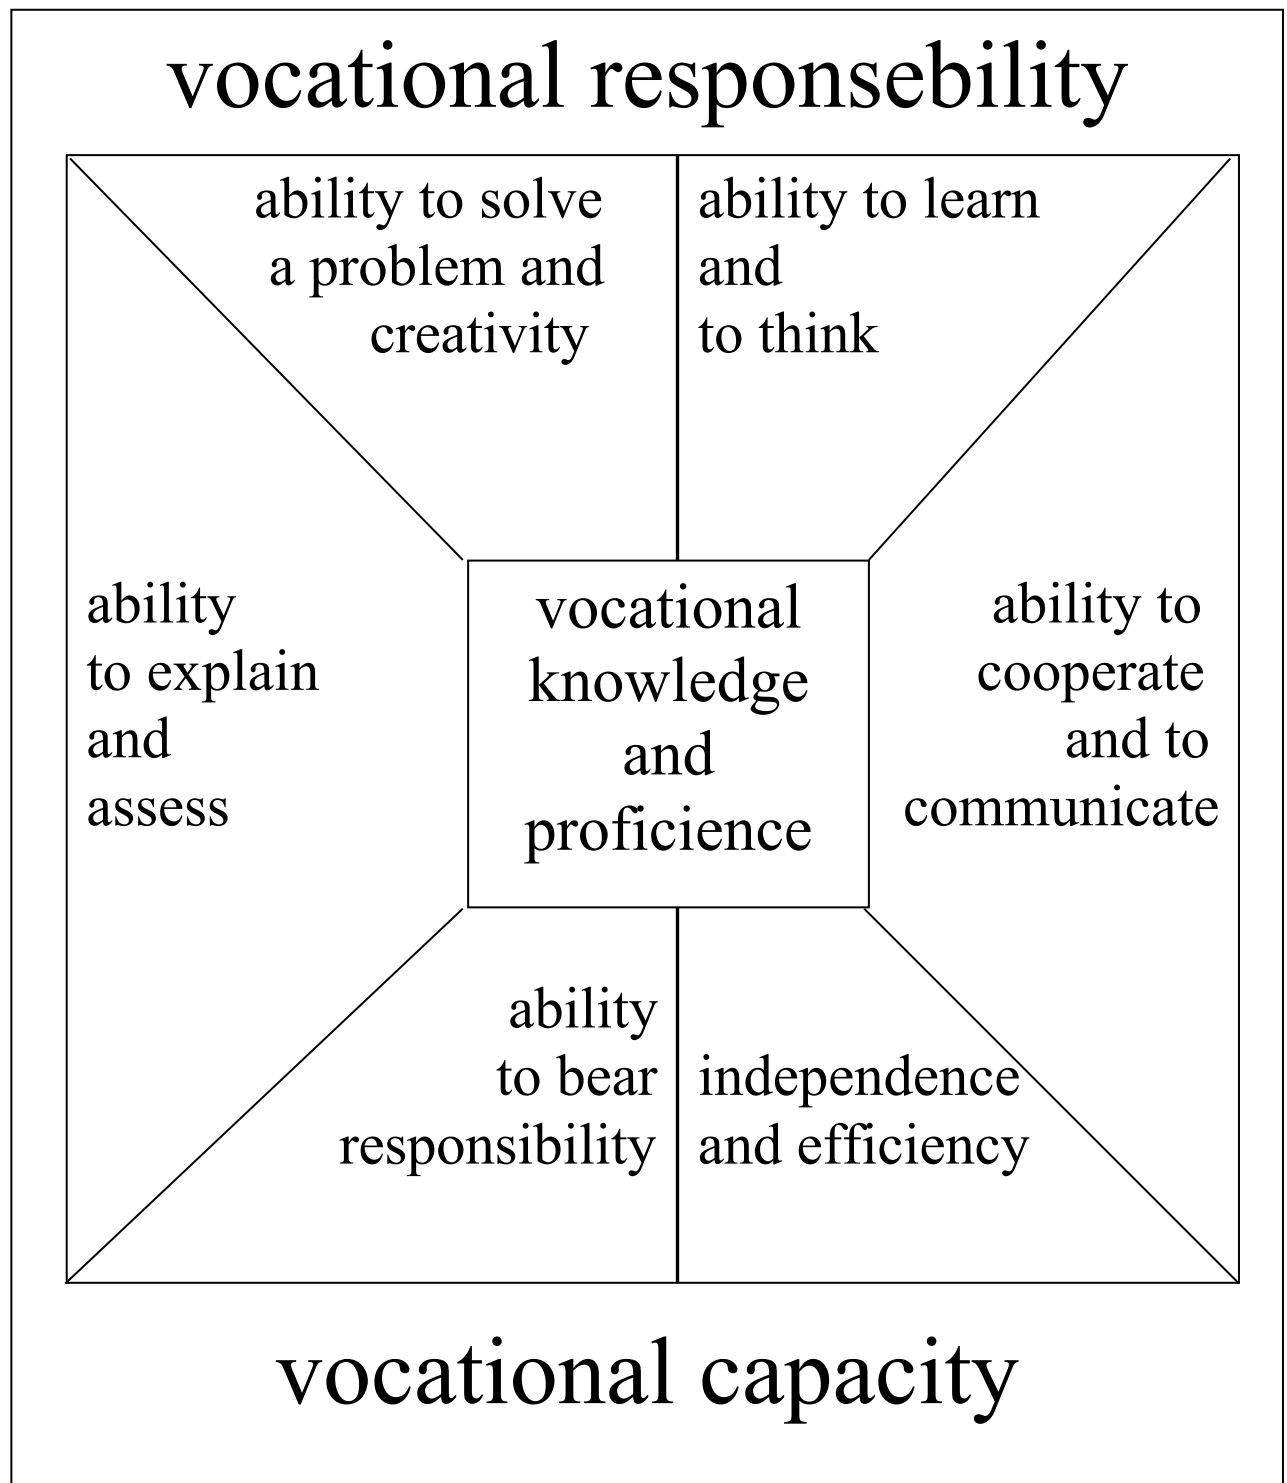 vocational responsebility
ability to solve
a problem and
creativity
ability to learn
and
to think
ability
to explain
and
assess
vocational
knowledge
and
proficience
ability to
cooperate
and to
communicate
ability
to bear
responsibility
independence
and efficiency
vocational capacity